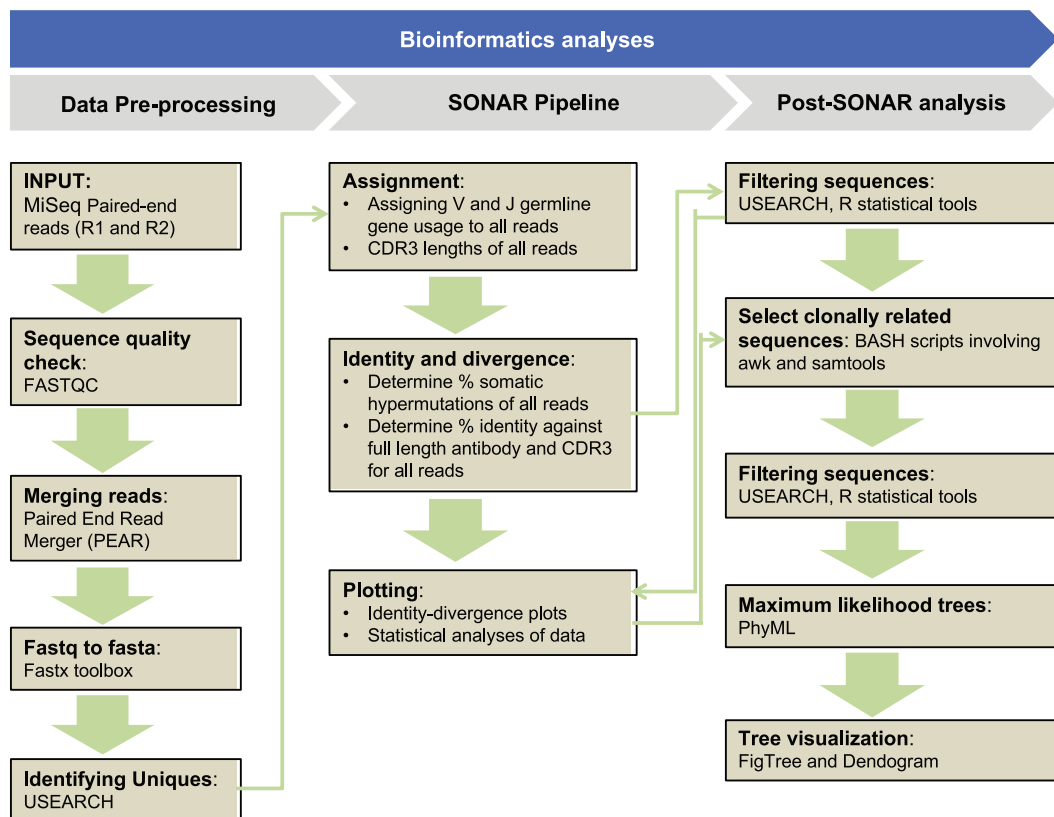 Bioinformatics analyses
Data Pre-processing
SONAR Pipeline
Post-SONAR analysis
INPUT:
MiSeq Paired-end
reads (R1 and R2)
Sequence quality
check:
FASTQC
Merging reads:
Paired End Read
Merger (PEAR)
Fastq to fasta:
Fastx toolbox
Identifying Uniques:
USEARCH
Assignment:
• Assigning V and J germline
gene usage to all reads
• CDR3 lengths of all reads
Identity and divergence:
• Determine % somatic
hypermutations of all reads
• Determine % identity against
full length antibody and CDR3
for all reads
Plotting:
• Identity-divergence plots
• Statistical analyses of data
Filtering sequences:
USEARCH, R statistical tools
Select clonally related
sequences: BASH scripts involving
awk and samtools
Filtering sequences:
USEARCH, R statistical tools
Maximum likelihood trees:
PhyML
Tree visualization:
FigTree and Dendogram